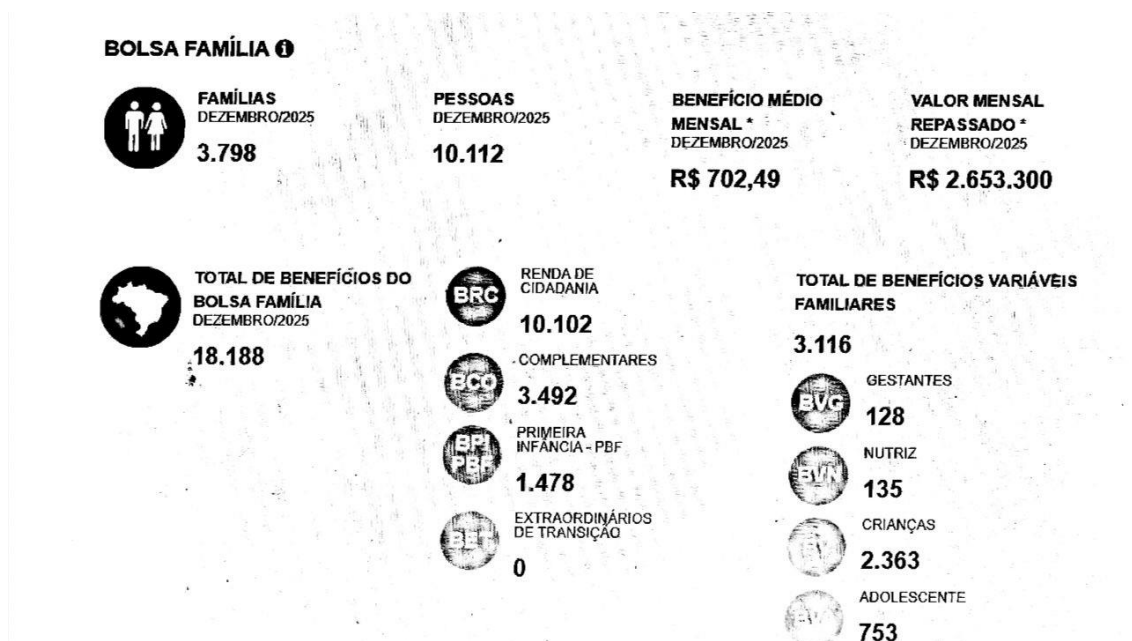 BOLSA FAMÍLIA
FAMÍLIAS
DEZEMBRO/2025
3.798
PESSOAS
DEZEMBRO/2025
10.112
BENEFÍCIO MÉDIO
MENSAL *
DEZEMBRO/2025
R$ 702,49
VALOR MENSAL
REPASSADO *
DEZEMBRO/2025
R$ 2.653.300
TOTAL DE BENEFÍCIOS DO
BOLSA FAMÍLIA
DEZEMBRO/2025
18.188
BRC
RENDA DE
CIDADANIA
10.102
BCO
COMPLEMENTARES
3.492
BPI
PBF
PRIMEIRA
INFÂNCIA - PBF
1.478
BET
EXTRAORDINÁRIOS
DE TRANSIÇÃO
0
TOTAL DE BENEFÍCIOS VARIÁVEIS
FAMILIARES
3.116
BVG
GESTANTES
128
BVN
NUTRIZ
135
CRIANÇAS
2.363
ADOLESCENTE
753